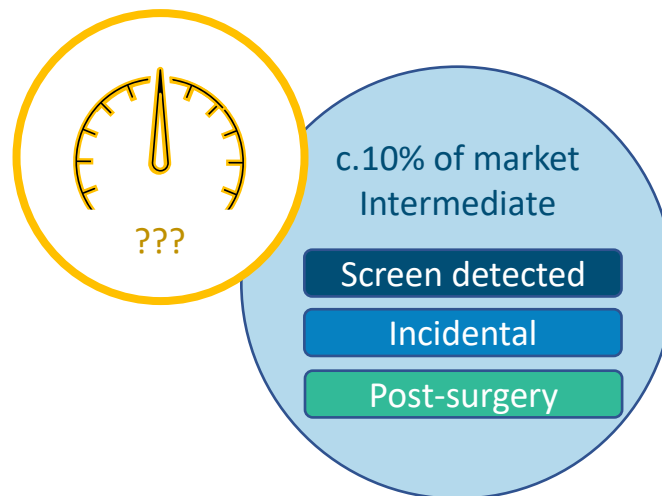 ???
c.10% of market
Intermediate
Screen detected
Incidental
Post-surgery